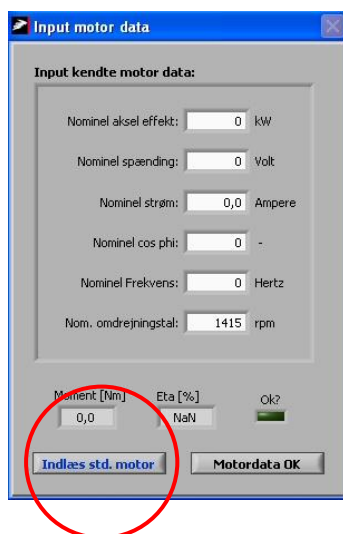 Input motor data
Input kendte motor data:
Nominel aksel effekt: 0 kW
Nominel spænding: 0 Volt
Nominel strøm: 0,0 Ampere
Nominel cos phi: 0 -
Nominel Frekvens: 0 Hertz
Nom. omdrejningstal: 1415 rpm
Moment [Nm] Eta [%] Ok?
0,0 NaN
Indlæs std. motor Motordata OK